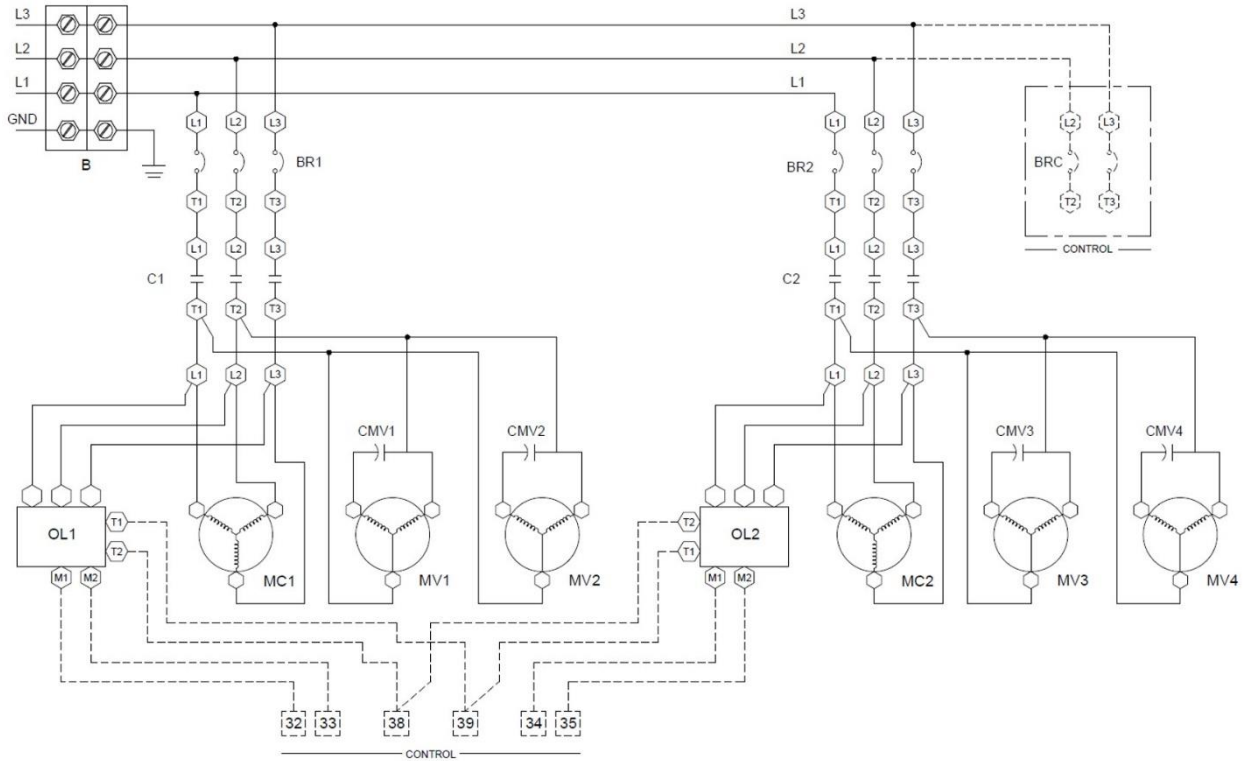 L3 L3
L2 L2
L1 L1
GND
B
L1 L2 L3 L1 L2 L3 L2 L3
BR1 BR2 BRC
T1 T2 T3 T1 T2 T3 T2 T3
L1 L2 L3 L1 L2 L3
CONTROL
C1 C2
T1 T2 T3 T1 T2 T3
L1 L2 L3 L1 L2 L3
CMV1 CMV2 CMV3 CMV4
T1 T2
OL1 OL2
T2 T1
M1 M2 M1 M2
MC1 MV1 MV2 MC2 MV3 MV4
32 33 38 39 34 35
CONTROL